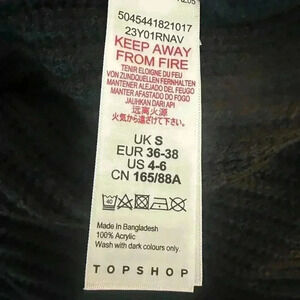 5045441821017
23Y01RNAV
KEEP AWAY
FROM FIRE
TENIR ELOIGNE DU FEU
VON ZUNDQUELLEN FERNHALTEN
MANTENER ALEJADO DEL FUEGO
MANTER AFASTADO DO FOGO
JAUHKAN DARI API
远离火源
火気から遠ざけて下さい
UK S
EUR 36-38
US 4-6
CN 165/88A
40
Made In Bangladesh
100% Acrylic
Wash with dark colours only.
TOPSHOP